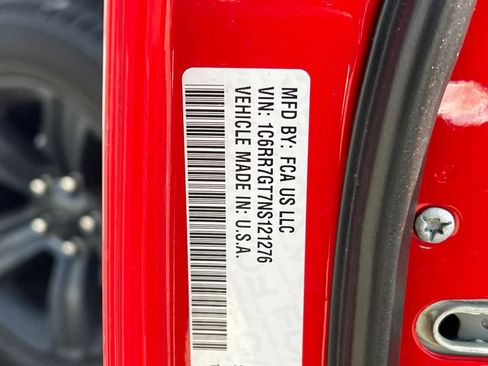 MFD BY: FCA US LLC
VIN: 1C6RR7GT7NS121276
VEHICLE MADE IN: U.S.A.